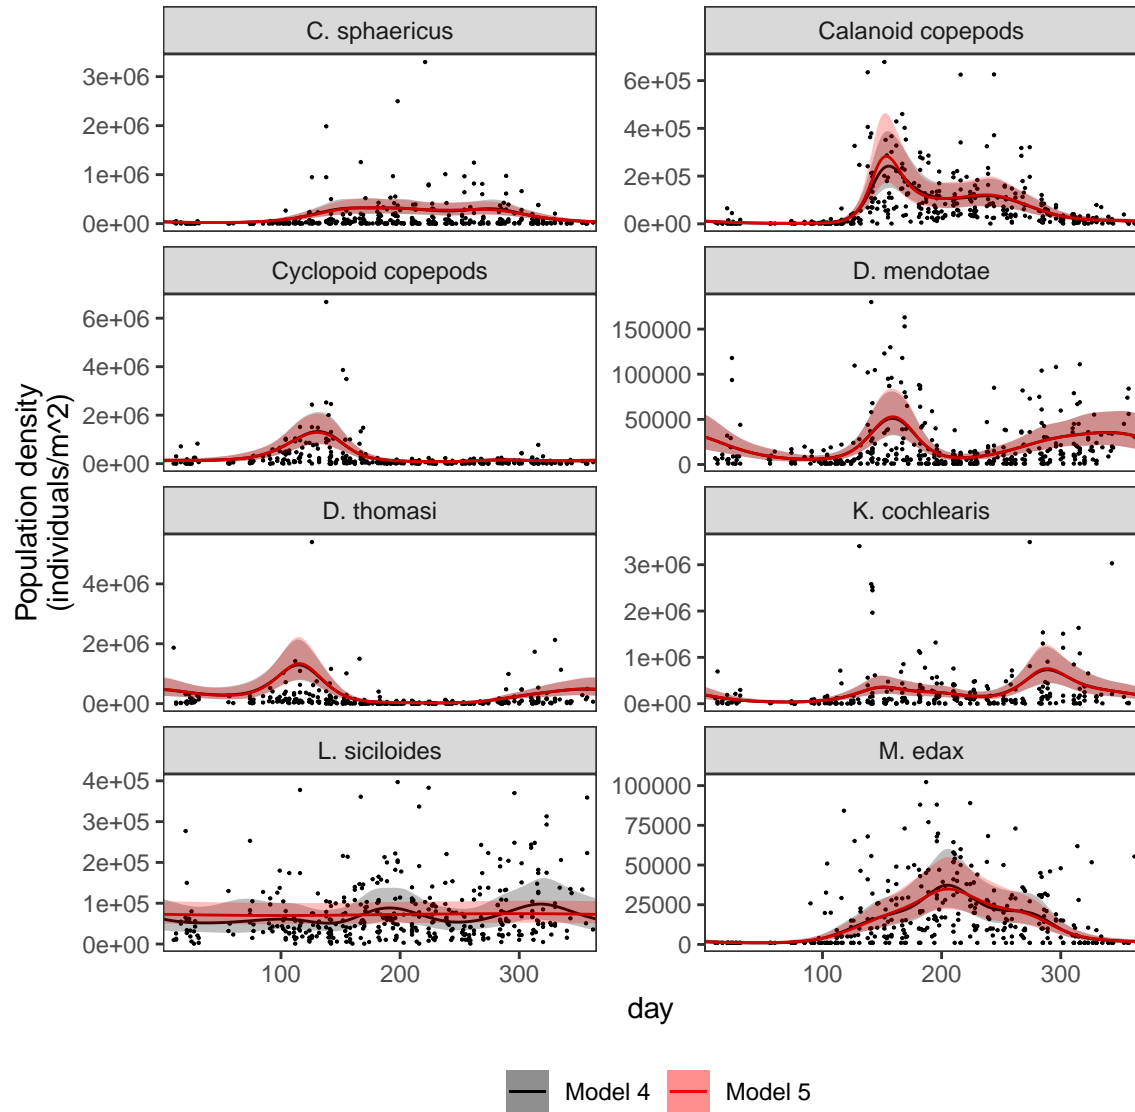 C. sphaericus
Calanoid copepods
3e+06
2e+06
1e+06
0e+00
6e+05
4e+05
2e+05
0e+00
Cyclopoid copepods
D. mendotae
6e+06
4e+06
2e+06
0e+00
150000
100000
50000
0
Population density
(individuals/m^2)
D. thomasi
K. cochlearis
4e+06
2e+06
0e+00
3e+06
2e+06
1e+06
0e+00
L. siciloides
M. edax
4e+05
3e+05
2e+05
1e+05
0e+00
100000
75000
50000
25000
0
100 200 300
100 200 300
day
Model 4 Model 5